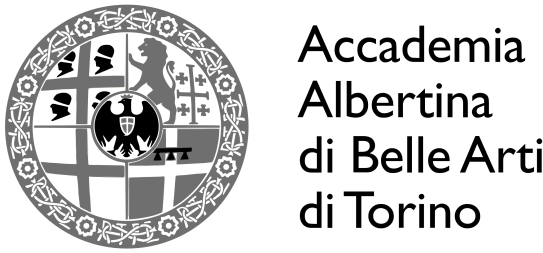 Accademia
Albertina
di Belle Arti
di Torino